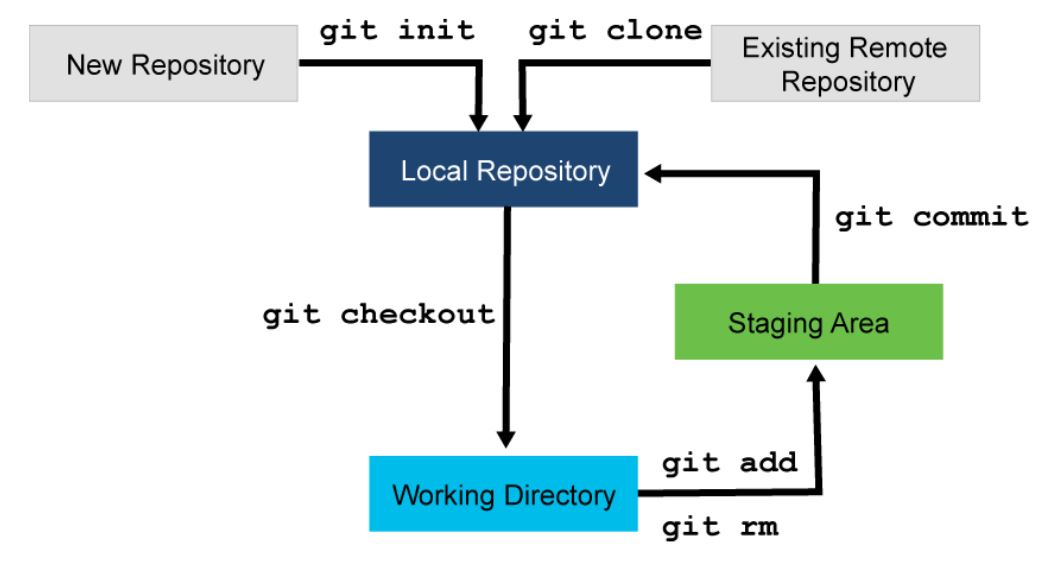 git init
git clone
New Repository
Existing Remote
Repository
Local Repository
git commit
git checkout
Staging Area
git add
Working Directory
git rm